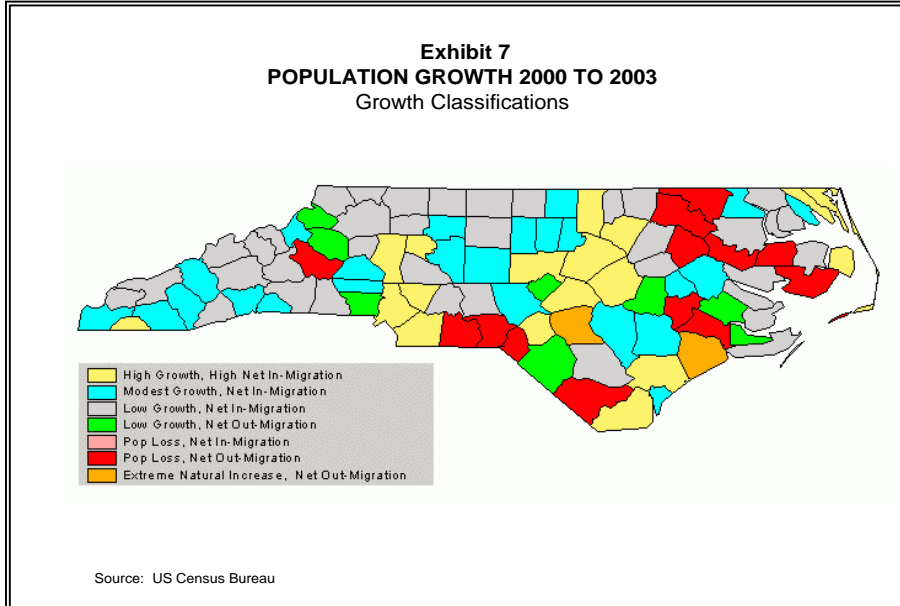 Exhibit 7
POPULATION GROWTH 2000 TO 2003
Growth Classifications
High Growth, High Net In-Migration
Modest Growth, Net In-Migration
Low Growth, Net In-Migration
Low Growth, Net Out-Migration
Pop Loss, Net In-Migration
Pop Loss, Net Out-Migration
Extreme Natural Increase, Net Out-Migration
Source: US Census Bureau